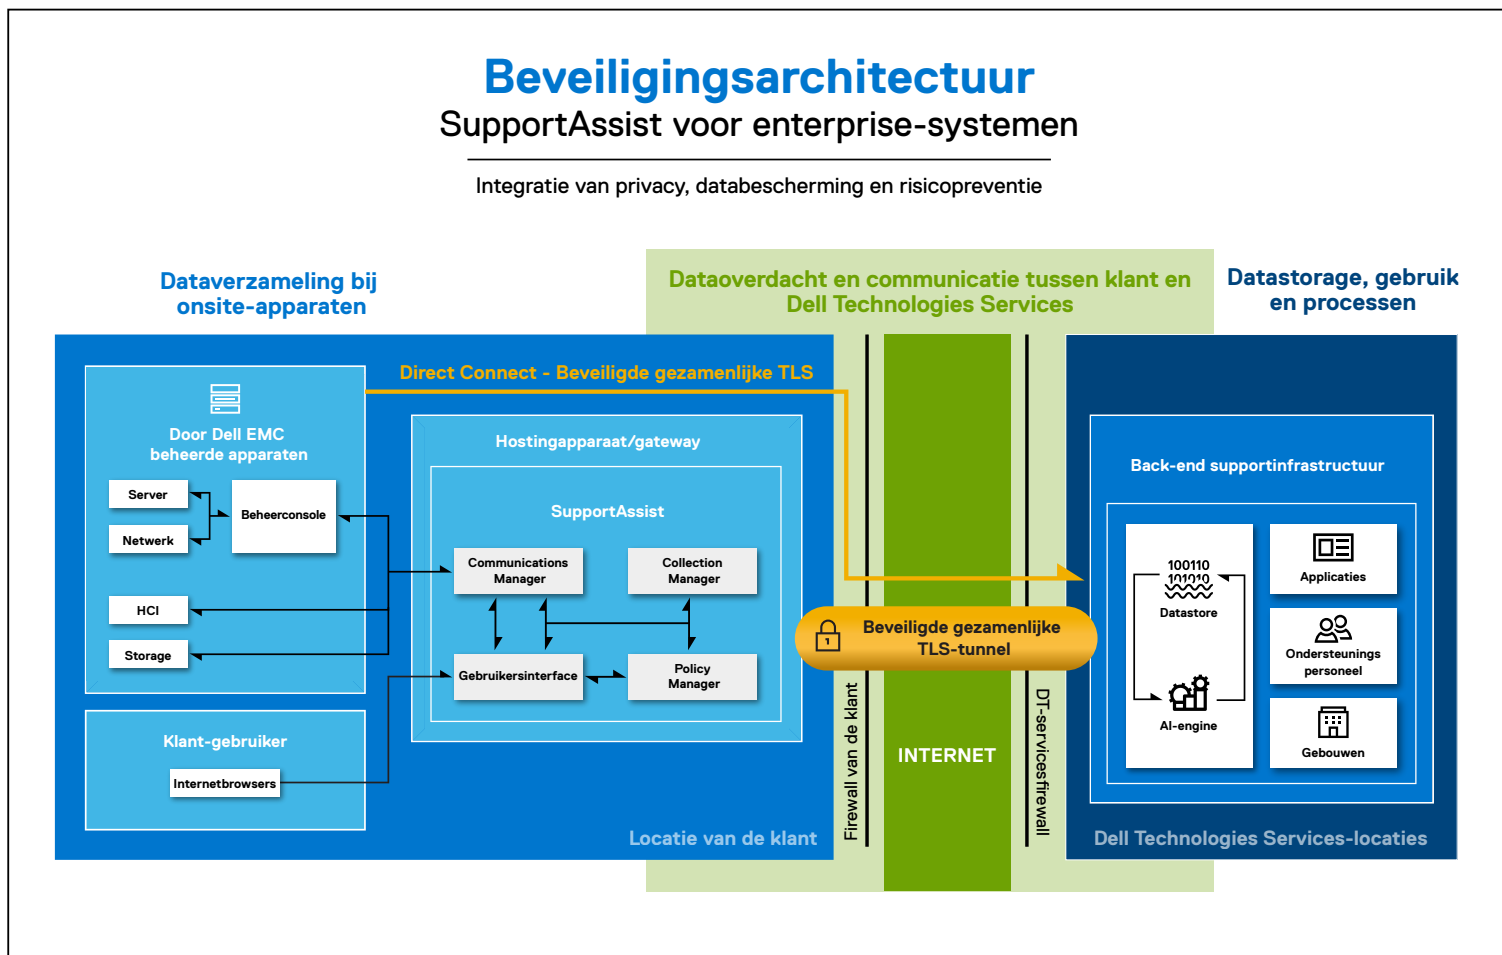 Beveiligingsarchitectuur
SupportAssist voor enterprise-systemen
Integratie van privacy, databescherming en risicopreventie
Dataverzameling bij
onsite-apparaten
Dataoverdacht en communicatie tussen klant en
Dell Technologies Services
Datastorage, gebruik
en processen
Direct Connect - Beveiligde gezamenlijke TLS
Door Dell EMC
beheerde apparaten
Server
Netwerk
Beheerconsole
HCI
Storage
Klant-gebruiker
Internetbrowsers
Hostingapparaat/gateway
SupportAssist
Communications
Manager
Collection
Manager
Gebruikersinterface
Policy
Manager
Locatie van de klant
Beveiligde gezamenlijke
TLS-tunnel
1
Firewall van de klant
INTERNET
DT-servicesfirewall
Back-end supportinfrastructuur
100110
101010
Datastore
AI-engine
Applicaties
Ondersteunings
personeel
Gebouwen
Dell Technologies Services-locaties